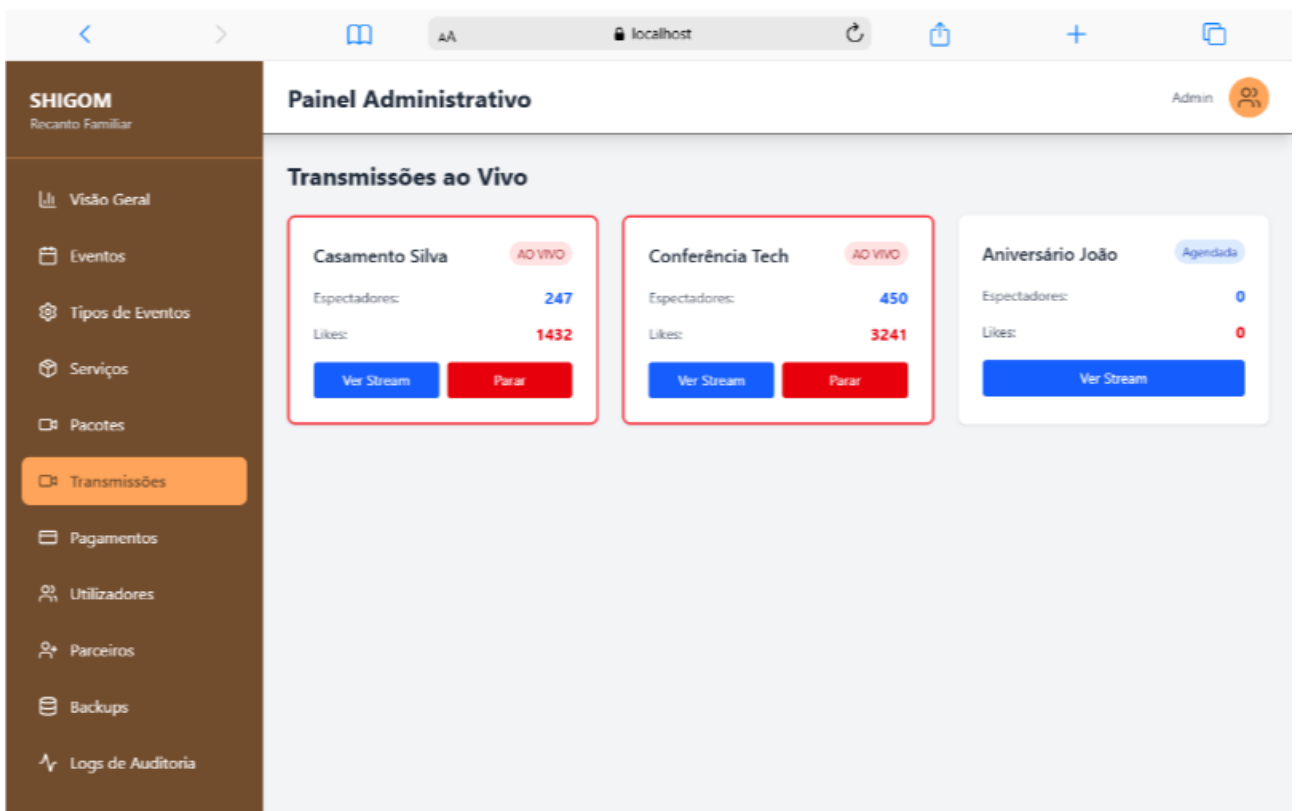 AA localhost
SHIGOM
Recanto Familiar
Visão Geral
Eventos
Tipos de Eventos
Serviços
Pacotes
Transmissões
Pagamentos
Utilizadores
Parceiros
Backups
Logs de Auditoria
Painel Administrativo
Admin
Transmissões ao Vivo
Casamento Silva AO VIVO
Espectadores: 247
Likes: 1432
Ver Stream Parar
Conferência Tech AO VIVO
Espectadores: 450
Likes: 3241
Ver Stream Parar
Aniversário João Agendada
Espectadores: 0
Likes: 0
Ver Stream